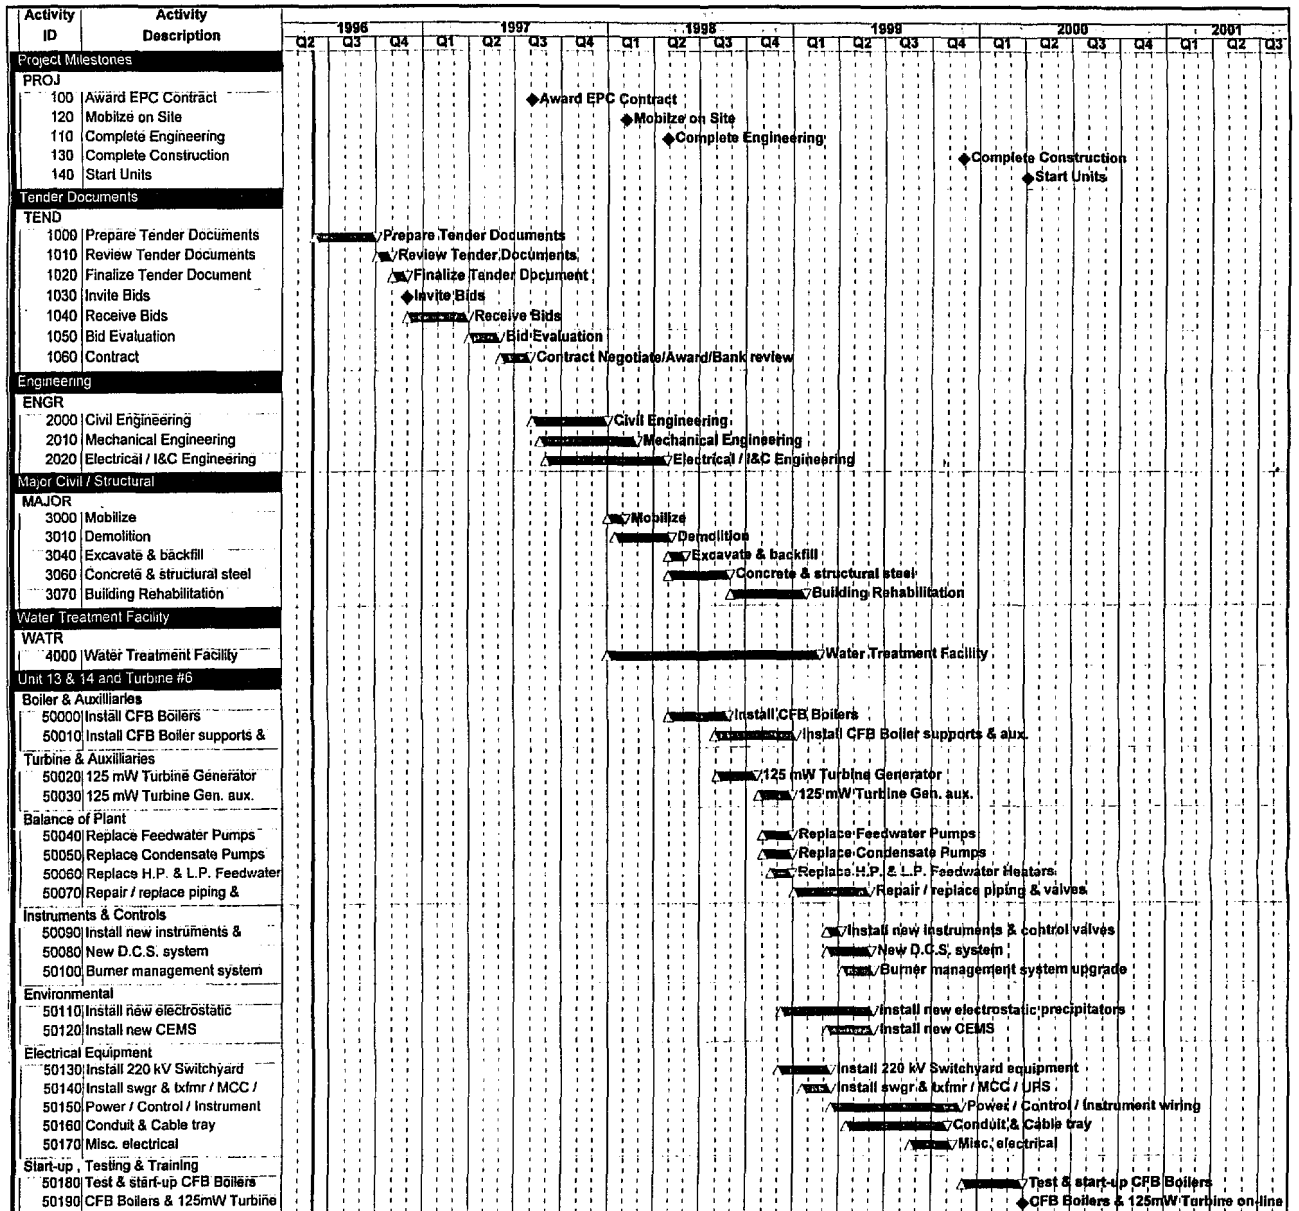 Activity Activity
ID Description
1996 1997 1998 1999 2000 2001
Q2 Q3 Q4 Q1 Q2 Q3 Q4 Q1 Q2 Q3 Q4 Q1 Q2 Q3 Q4 Q1 Q2 Q3 Q4 Q1 Q2 Q3
Project Milestones
PROJ
100 Award EPC Contract Award EPC Contract
120 Mobilze on Site Mobilze on Site
110 Complete Engineering Complete Engineering
130 Complete Construction Complete Construction
140 Start Units Start Units
Tender Documents
TEND
1000 Prepare Tender Documents Prepare Tender Documents
1010 Review Tender Documents Review Tender Documents
1020 Finalize Tender Document Finalize Tender Document
1030 Invite Bids Invite Bids
1040 Receive Bids Receive Bids
1050 Bid Evaluation Bid Evaluation
1060 Contract Contract Negotiate/Award/Bank review
Engineering
ENGR
2000 Civil Engineering Civil Engineering
2010 Mechanical Engineering Mechanical Engineering
2020 Electrical / I&C Engineering Electrical / I&C Engineering
Major Civil / Structural
MAJOR
3000 Mobilize Mobilize
3010 Demolition Demolition
3040 Excavate & backfill Excavate & backfill
3060 Concrete & structural steel Concrete & structural steel
3070 Building Rehabilitation Building Rehabilitation
Water Treatment Facility
WATR
4000 Water Treatment Facility Water Treatment Facility
Unit 13 & 14 and Turbine #6
Boiler & Auxilliaries
50000 Install CFB Boilers Install CFB Boilers
50010 Install CFB Boiler supports & Install CFB Boiler supports & aux.
Turbine & Auxilliaries
50020 125 mW Turbine Generator 125 mW Turbine Generator
50030 125 mW Turbine Gen. aux. 125 mW Turbine Gen. aux.
Balance of Plant
50040 Replace Feedwater Pumps Replace Feedwater Pumps
50050 Replace Condensate Pumps Replace Condensate Pumps
50060 Replace H.P. & L.P. Feedwater Replace H.P. & L.P. Feedwater Heaters
50070 Repair / replace piping & Repair / replace piping & valves
Instruments & Controls
50090 Install new instruments & Install new instruments & control valves
50080 New D.C.S. system New D.C.S. system
50100 Burner management system Burner management system upgrade
Environmental
50110 Install new electrostatic Install new electrostatic precipitators
50120 Install new CEMS Install new CEMS
Electrical Equipment
50130 Install 220 kV Switchyard Install 220 kV Switchyard equipment
50140 Install swgr & txfmr / MCC / Install swgr & txfmr / MCC / UPS
50150 Power / Control / Instrument Power / Control / Instrument wiring
50160 Conduit & Cable tray Conduit & Cable tray
50170 Misc. electrical Misc. electrical
Start-up , Testing & Training
50180 Test & start-up CFB Boilers Test & start-up CFB Boilers
50190 CFB Boilers & 125mW Turbine CFB Boilers & 125mW Turbine on-line